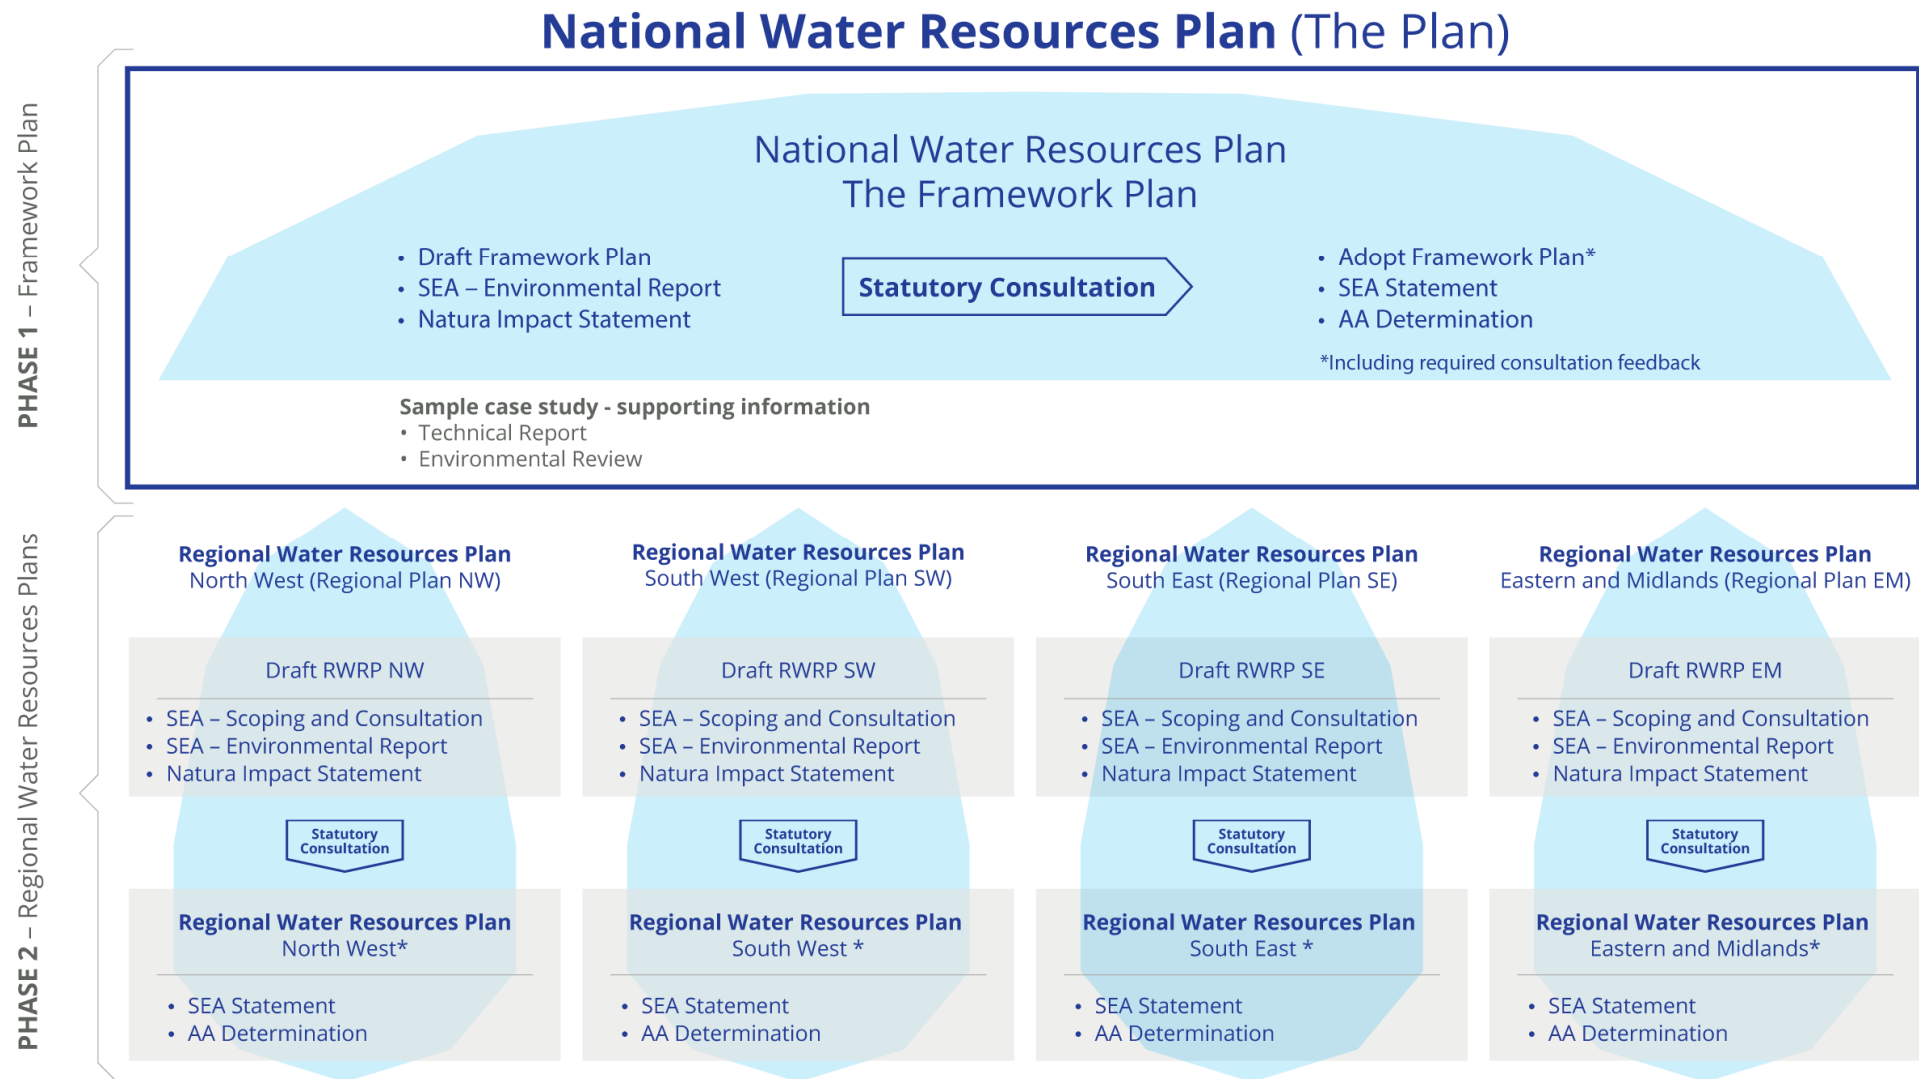 National Water Resources Plan (The Plan)
PHASE 1 – Framework Plan
National Water Resources Plan
The Framework Plan
• Draft Framework Plan
• SEA – Environmental Report
• Natura Impact Statement
Statutory Consultation
• Adopt Framework Plan*
• SEA Statement
• AA Determination
*Including required consultation feedback
Sample case study - supporting information
• Technical Report
• Environmental Review
PHASE 2 – Regional Water Resources Plans
Regional Water Resources Plan
North West (Regional Plan NW)
Draft RWRP NW
• SEA – Scoping and Consultation
• SEA – Environmental Report
• Natura Impact Statement
Statutory
Consultation
Regional Water Resources Plan
North West*
• SEA Statement
• AA Determination
Regional Water Resources Plan
South West (Regional Plan SW)
Draft RWRP SW
• SEA – Scoping and Consultation
• SEA – Environmental Report
• Natura Impact Statement
Statutory
Consultation
Regional Water Resources Plan
South West *
• SEA Statement
• AA Determination
Regional Water Resources Plan
South East (Regional Plan SE)
Draft RWRP SE
• SEA – Scoping and Consultation
• SEA – Environmental Report
• Natura Impact Statement
Statutory
Consultation
Regional Water Resources Plan
South East *
• SEA Statement
• AA Determination
Regional Water Resources Plan
Eastern and Midlands (Regional Plan EM)
Draft RWRP EM
• SEA – Scoping and Consultation
• SEA – Environmental Report
• Natura Impact Statement
Statutory
Consultation
Regional Water Resources Plan
Eastern and Midlands*
• SEA Statement
• AA Determination